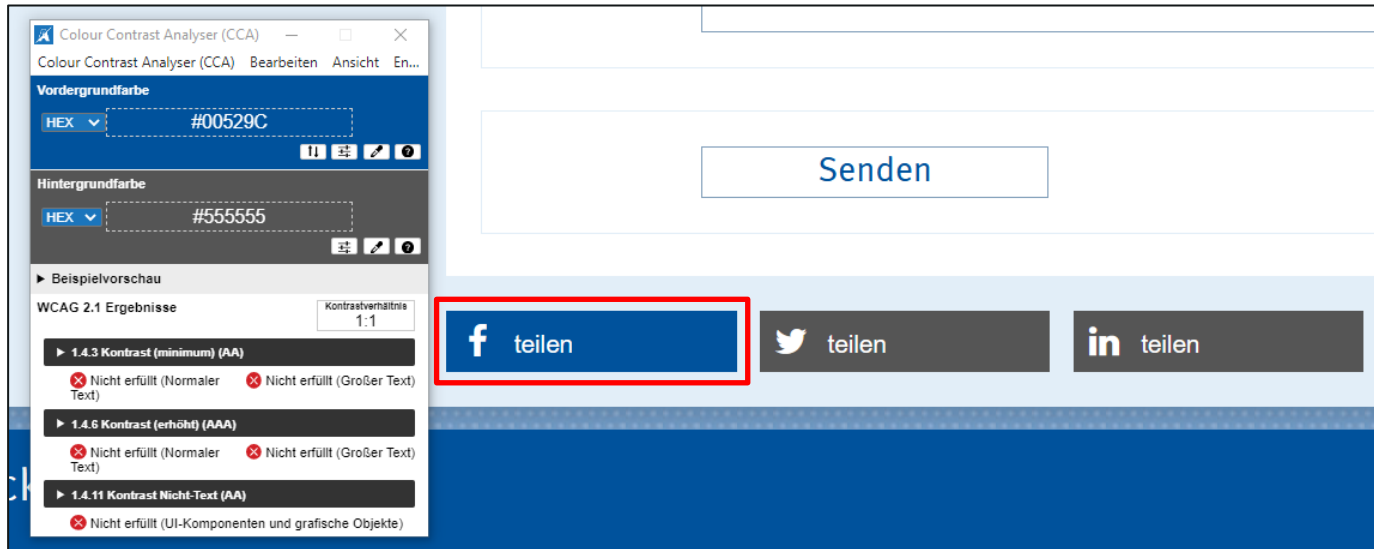 Colour Contrast Analyser (CCA)
Colour Contrast Analyser (CCA) Bearbeiten Ansicht En...
Vordergrundfarbe
HEX #00529C
Hintergrundfarbe
HEX #555555
Beispielvorschau
WCAG 2.1 Ergebnisse
Kontrastverhältnis
1:1
1.4.3 Kontrast (minimum) (AA)
Nicht erfüllt (Normaler Text)
Nicht erfüllt (Großer Text)
1.4.6 Kontrast (erhöht) (AAA)
Nicht erfüllt (Normaler Text)
Nicht erfüllt (Großer Text)
1.4.11 Kontrast Nicht-Text (AA)
Nicht erfüllt (UI-Komponenten und grafische Objekte)
Senden
f teilen
teilen
in teilen